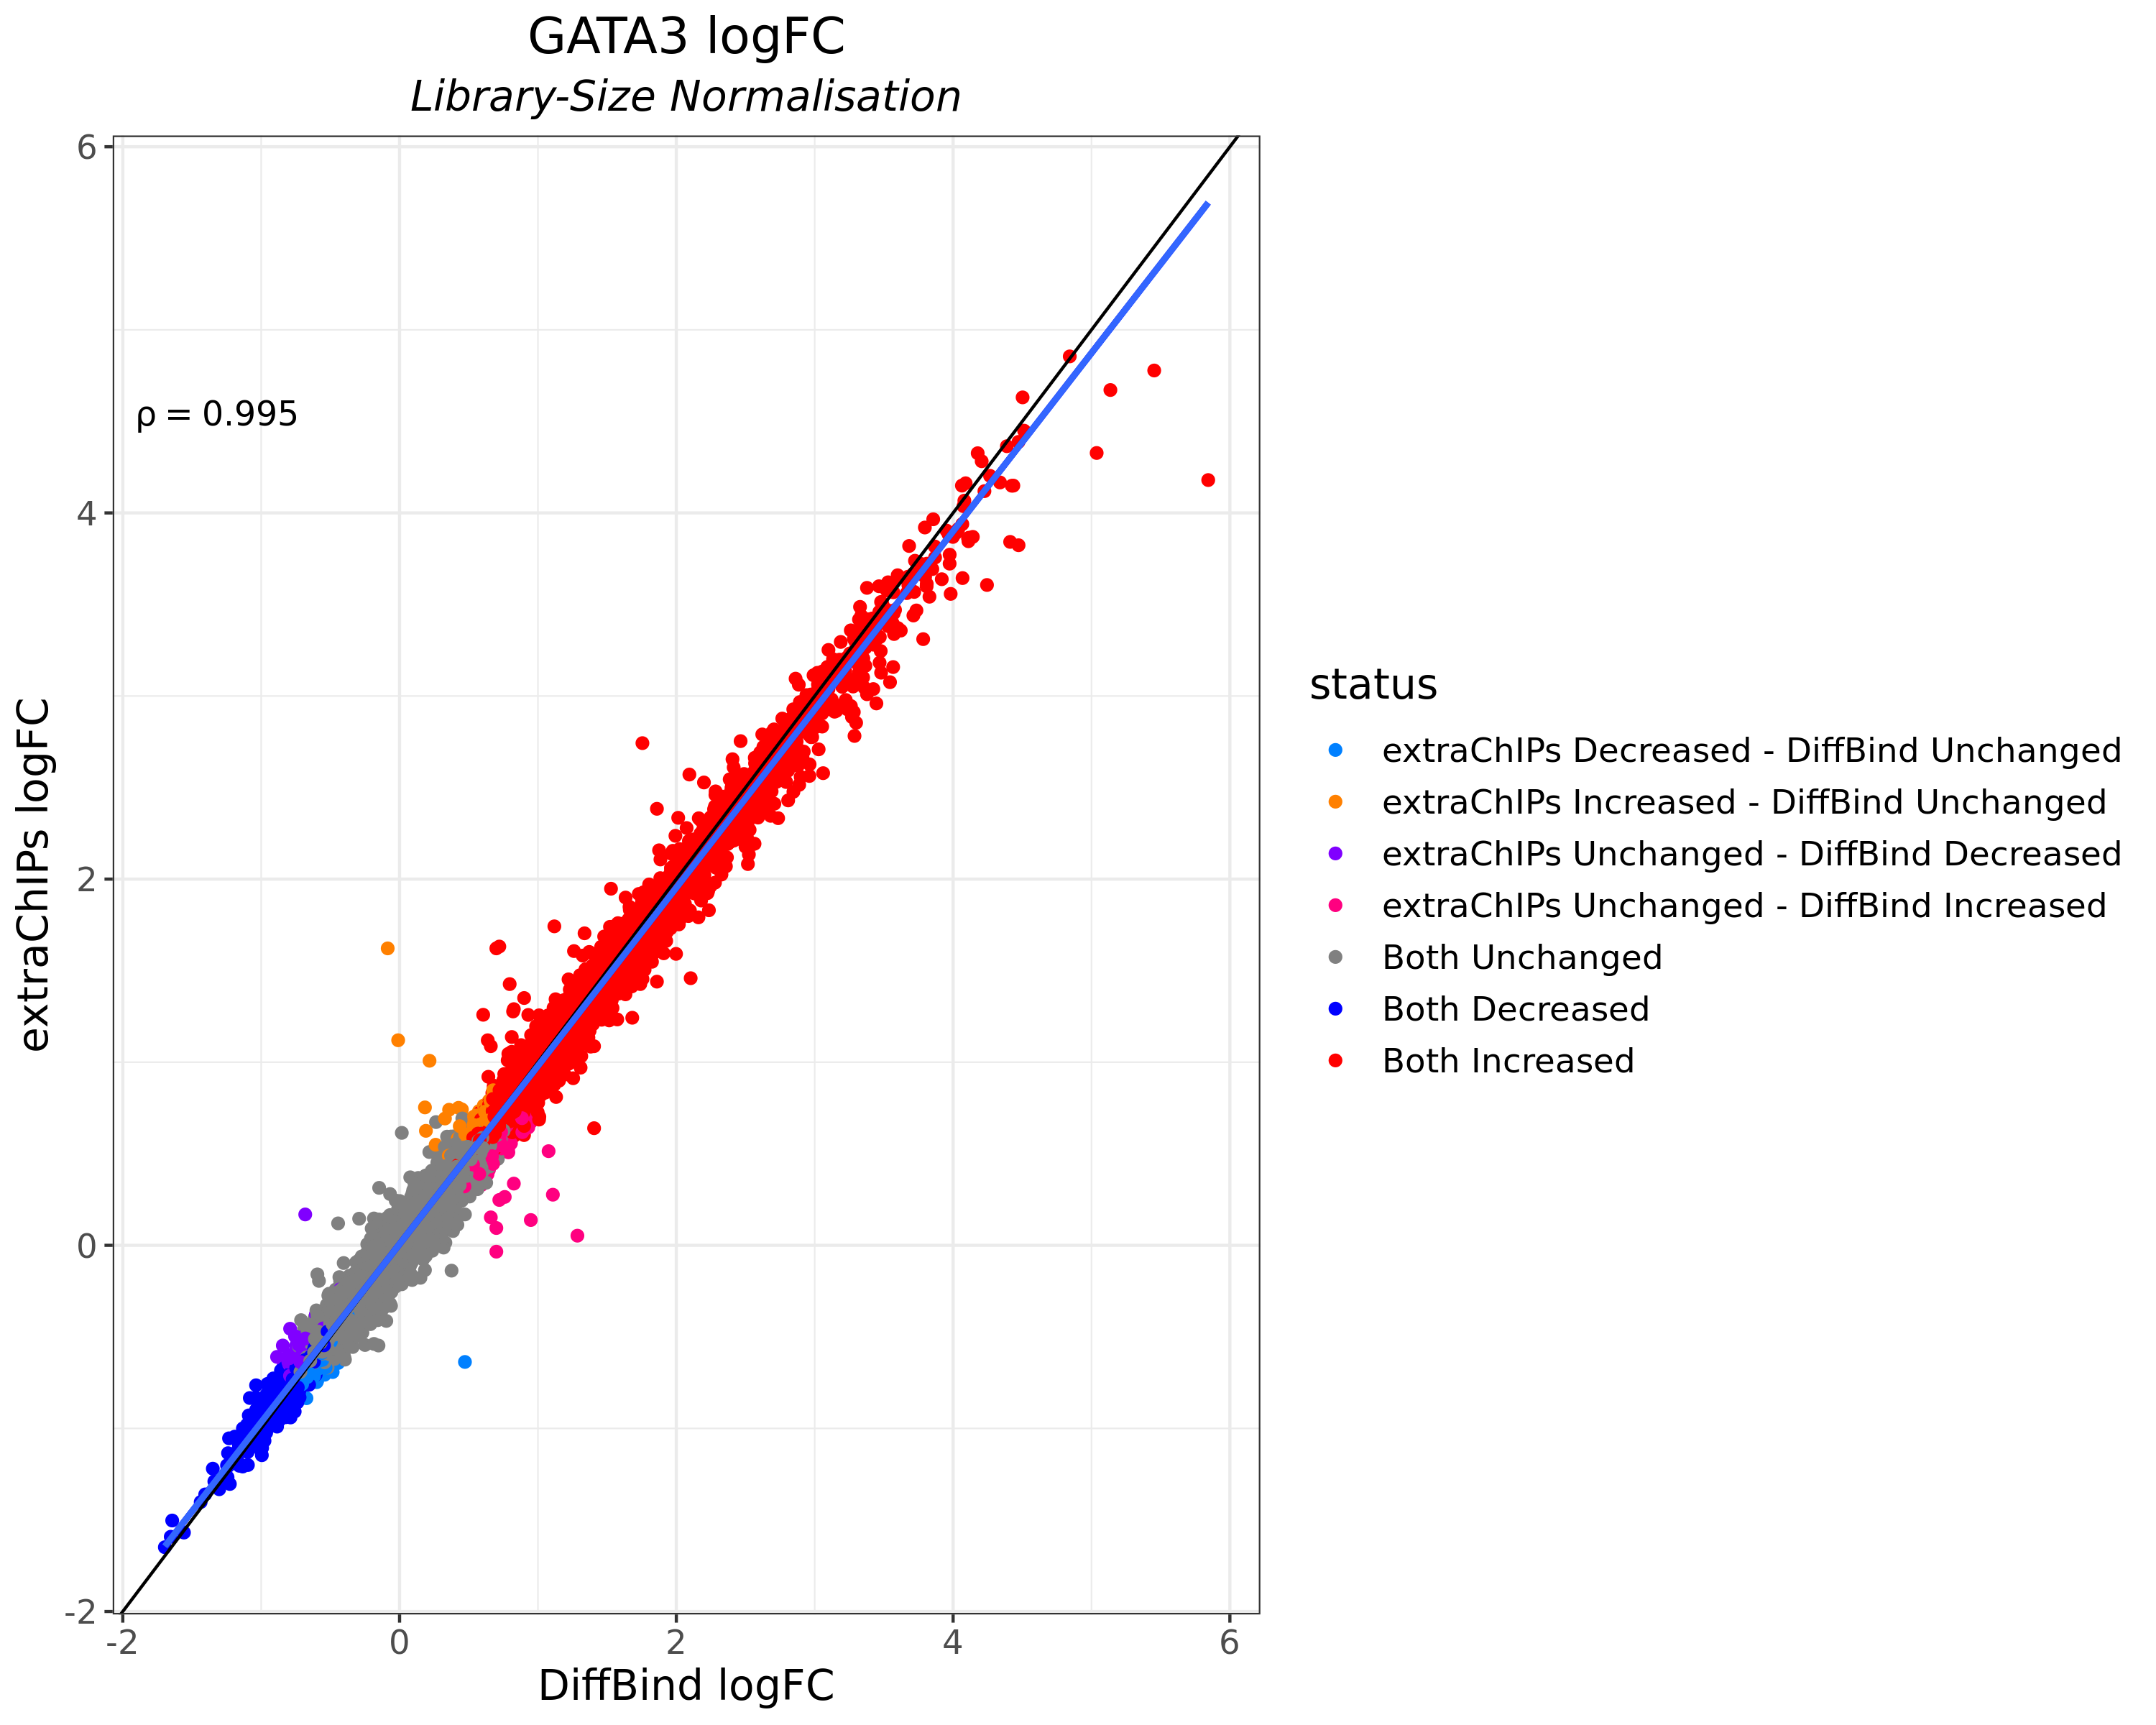 GATA3 logFC
Library-Size Normalisation
6
4
2
0
-2
extraChIPs logFC
ρ = 0.995
-2 0 2 4 6
DiffBind logFC
status
extraChIPs Decreased - DiffBind Unchanged
extraChIPs Increased - DiffBind Unchanged
extraChIPs Unchanged - DiffBind Decreased
extraChIPs Unchanged - DiffBind Increased
Both Unchanged
Both Decreased
Both Increased